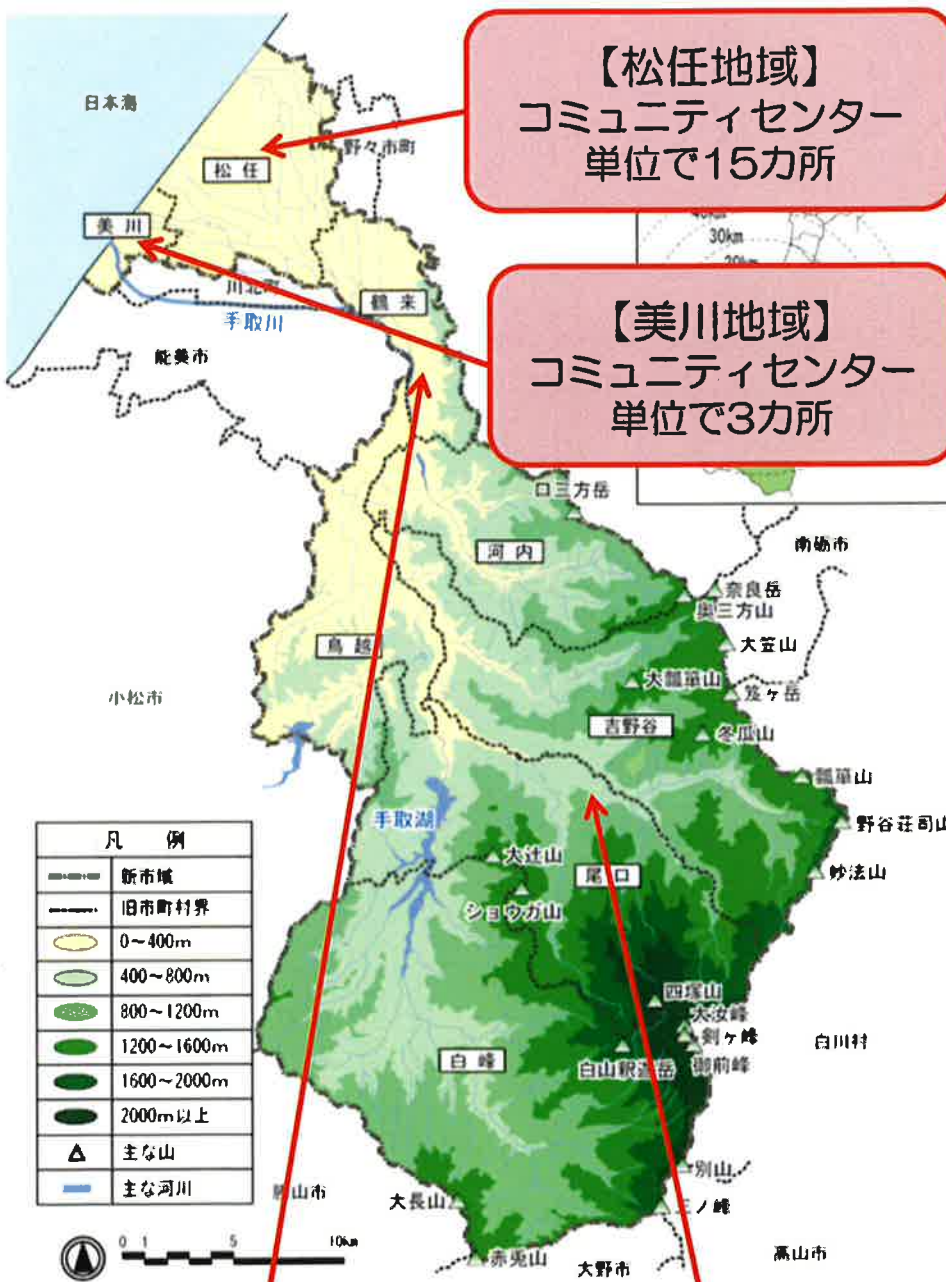 【松任地域】
コミュニティセンター
単位で15カ所
日本海
野々市町
松任
美川
30km
川北町
鶴来
手取川
能美市
【美川地域】
コミュニティセンター
単位で3カ所
口三方岳
河内
南砺市
奈良岳
奥三方山
鳥越
大笠山
小松市
大瓢箪山
笈ヶ岳
吉野谷
冬瓜山
瓢箪山
手取湖
野谷荘司山
大辻山
妙法山
尾口
ショウガ山
凡例
新市域
旧市町村界
0～400m
400～800m
800～1200m
1200～1600m
1600～2000m
2000m以上
主な山
主な河川
四塚山
大汝峰
剣ヶ峰
白川村
白峰
白山釈迦岳
御前峰
別山
勝山市
大長山
三ノ峰
0 1 5 10km
赤兎山
大野市
高山市